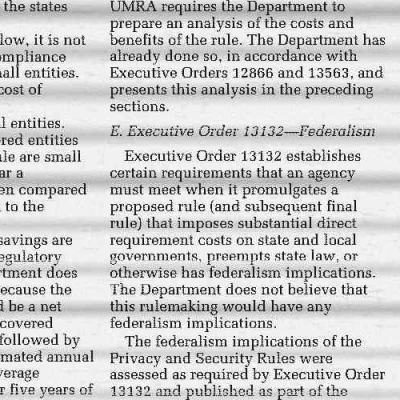 the states
low, it is not
ompliance
all entities.
cost of
l entities.
red entities
le are small
ar a
en compared
to the
savings are
egulatory
rtment does
ecause the
d be a net
covered
followed by
mated annual
verage
r five years of
UMRA requires the Department to
prepare an analysis of the costs and
benefits of the rule. The Department has
already done so, in accordance with
Executive Orders 12866 and 13563, and
presents this analysis in the preceding
sections.
E. Executive Order 13132—Federalism
Executive Order 13132 establishes
certain requirements that an agency
must meet when it promulgates a
proposed rule (and subsequent final
rule) that imposes substantial direct
requirement costs on state and local
governments, preempts state law, or
otherwise has federalism implications.
The Department does not believe that
this rulemaking would have any
federalism implications.
The federalism implications of the
Privacy and Security Rules were
assessed as required by Executive Order
13132 and published as part of the